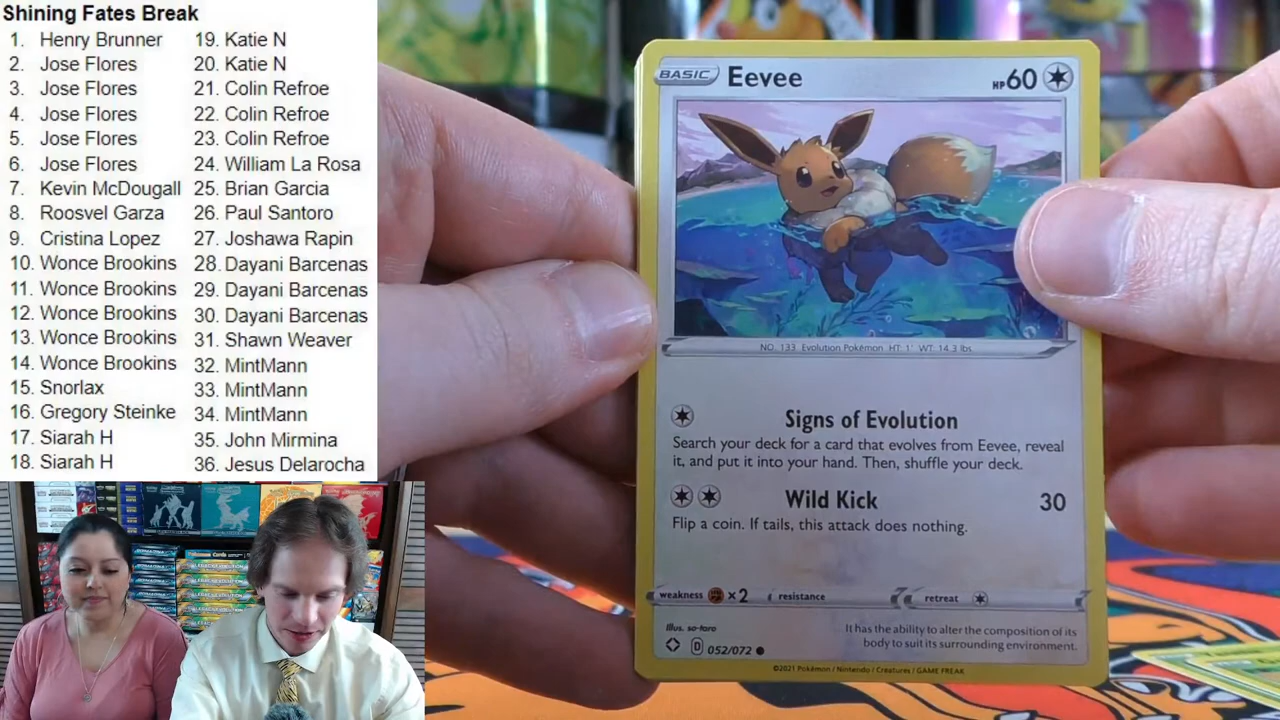 Shining Fates Break
1. Henry Brunner
2. Jose Flores
3. Jose Flores
4. Jose Flores
5. Jose Flores
6. Jose Flores
7. Kevin McDougall
8. Roosvel Garza
9. Cristina Lopez
10. Wonce Brookins
11. Wonce Brookins
12. Wonce Brookins
13. Wonce Brookins
14. Wonce Brookins
15. Snorlax
16. Gregory Steinke
17. Siarah H
18. Siarah H
19. Katie N
20. Katie N
21. Colin Refroe
22. Colin Refroe
23. Colin Refroe
24. William La Rosa
25. Brian Garcia
26. Paul Santoro
27. Joshawa Rapin
28. Dayani Barcenas
29. Dayani Barcenas
30. Dayani Barcenas
31. Shawn Weaver
32. MintMann
33. MintMann
34. MintMann
35. John Mirmina
36. Jesus Delarocha
BASIC Eevee HP 60
NO. 133 Evolution Pokémon HT: 1' WT: 14.3 lbs
Signs of Evolution
Search your deck for a card that evolves from Eevee, reveal
it, and put it into your hand. Then, shuffle your deck.
Wild Kick 30
Flip a coin. If tails, this attack does nothing.
weakness ×2 resistance retreat
Illus. so-taro
It has the ability to alter the composition of its
body to suit its surrounding environment.
D 052/072
©2021 Pokémon / Nintendo / Creatures / GAME FREAK